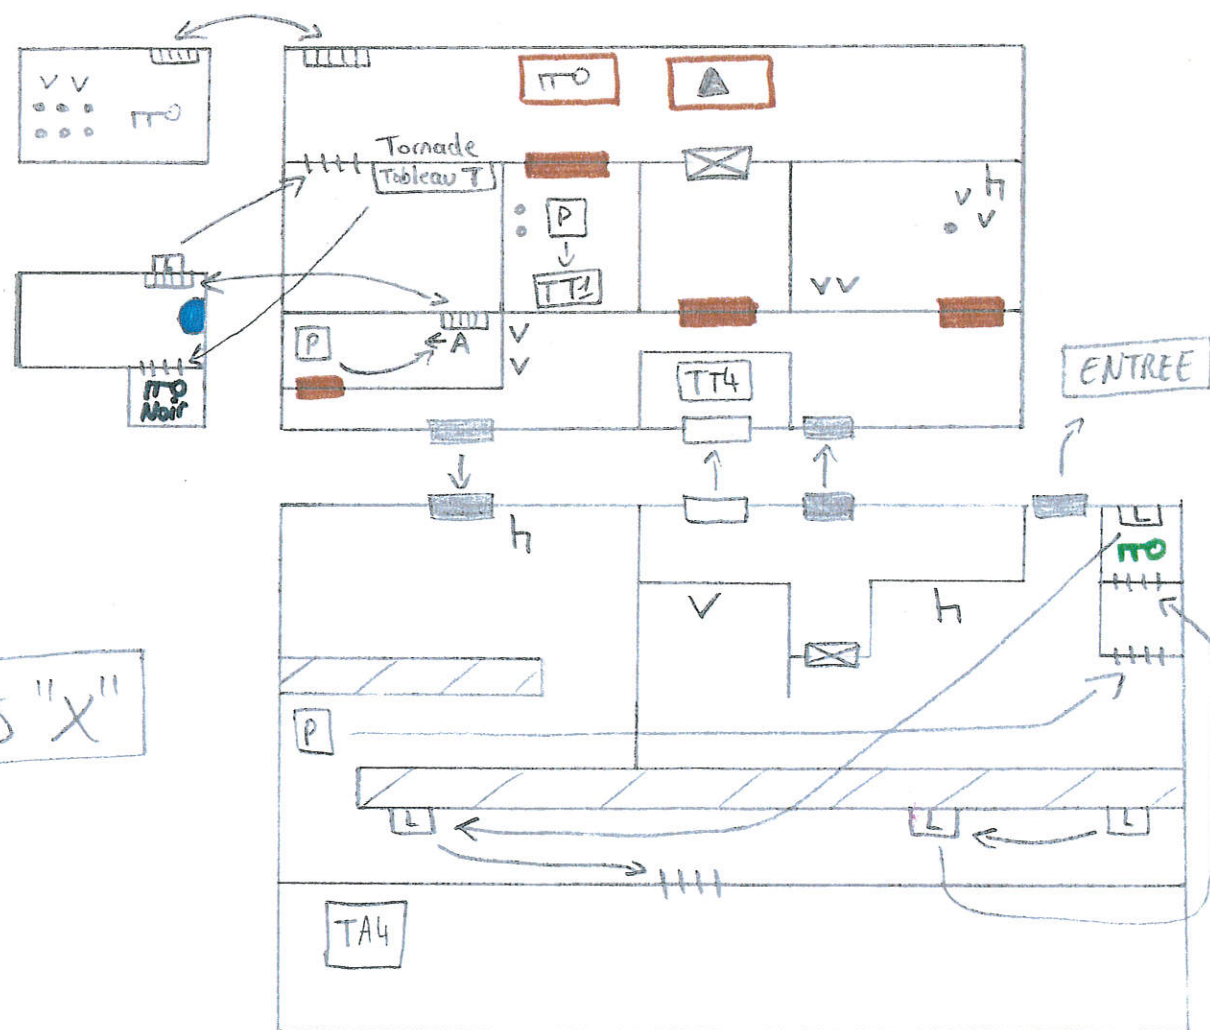 V V
V
h
V
V
Tornade
Tableau T
P
TT1
V V
V
V
P
A
TT4
ENTREE
Noir
h
L
V
h
"X"
P
L
L
L
TA4